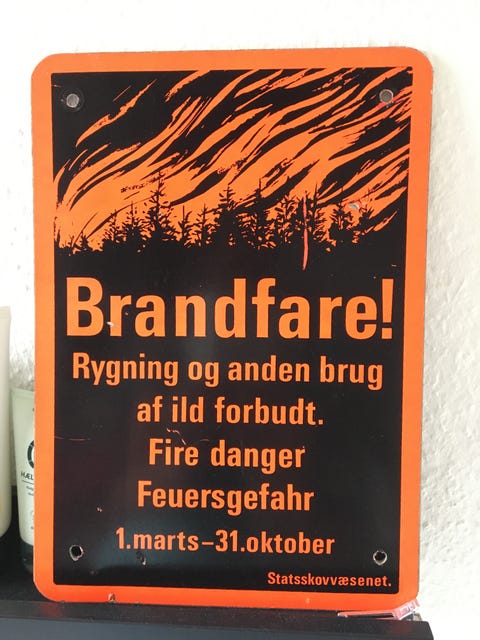 Brandfare!
Rygning og anden brug
af ild forbudt.
Fire danger
Feuersgefahr
1.marts–31.oktober
Statsskovvæsenet.